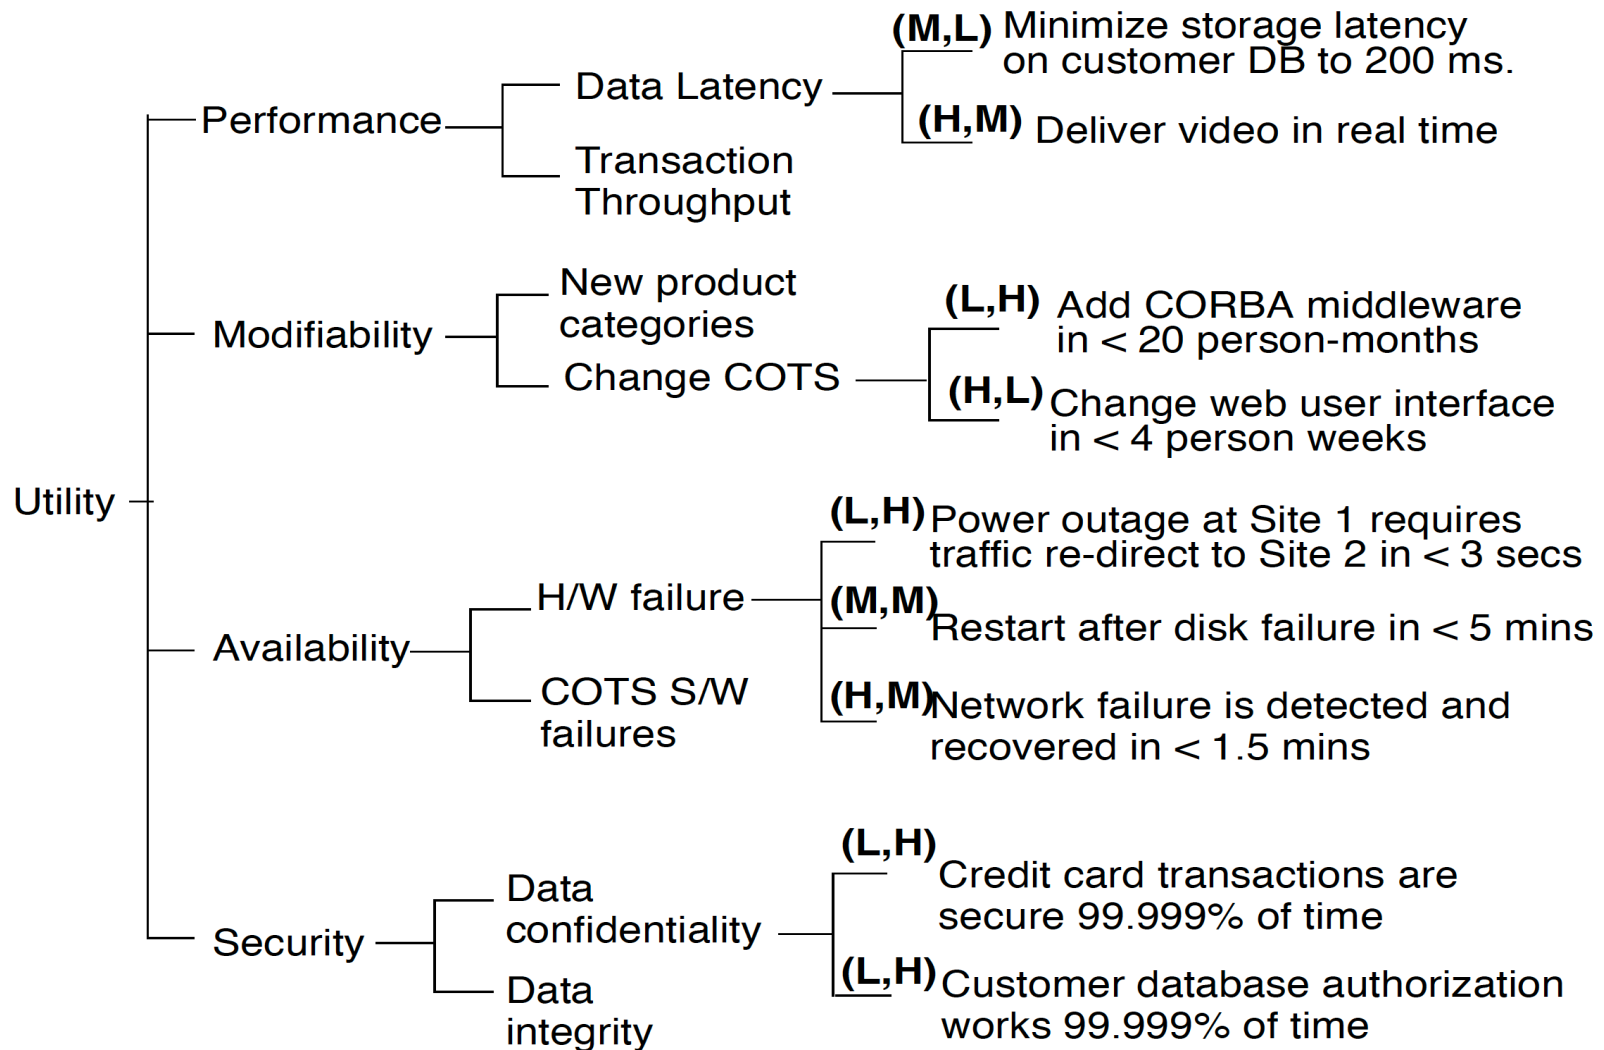 (M,L) Minimize storage latency
on customer DB to 200 ms.
Data Latency
(H,M) Deliver video in real time
Performance
Transaction
Throughput
New product
categories
(L,H) Add CORBA middleware
in < 20 person-months
Modifiability
Change COTS
(H,L) Change web user interface
in < 4 person weeks
Utility
(L,H) Power outage at Site 1 requires
traffic re-direct to Site 2 in < 3 secs
H/W failure
(M,M) Restart after disk failure in < 5 mins
Availability
COTS S/W
failures
(H,M) Network failure is detected and
recovered in < 1.5 mins
(L,H) Credit card transactions are
secure 99.999% of time
Data
confidentiality
Security
(L,H) Customer database authorization
works 99.999% of time
Data
integrity